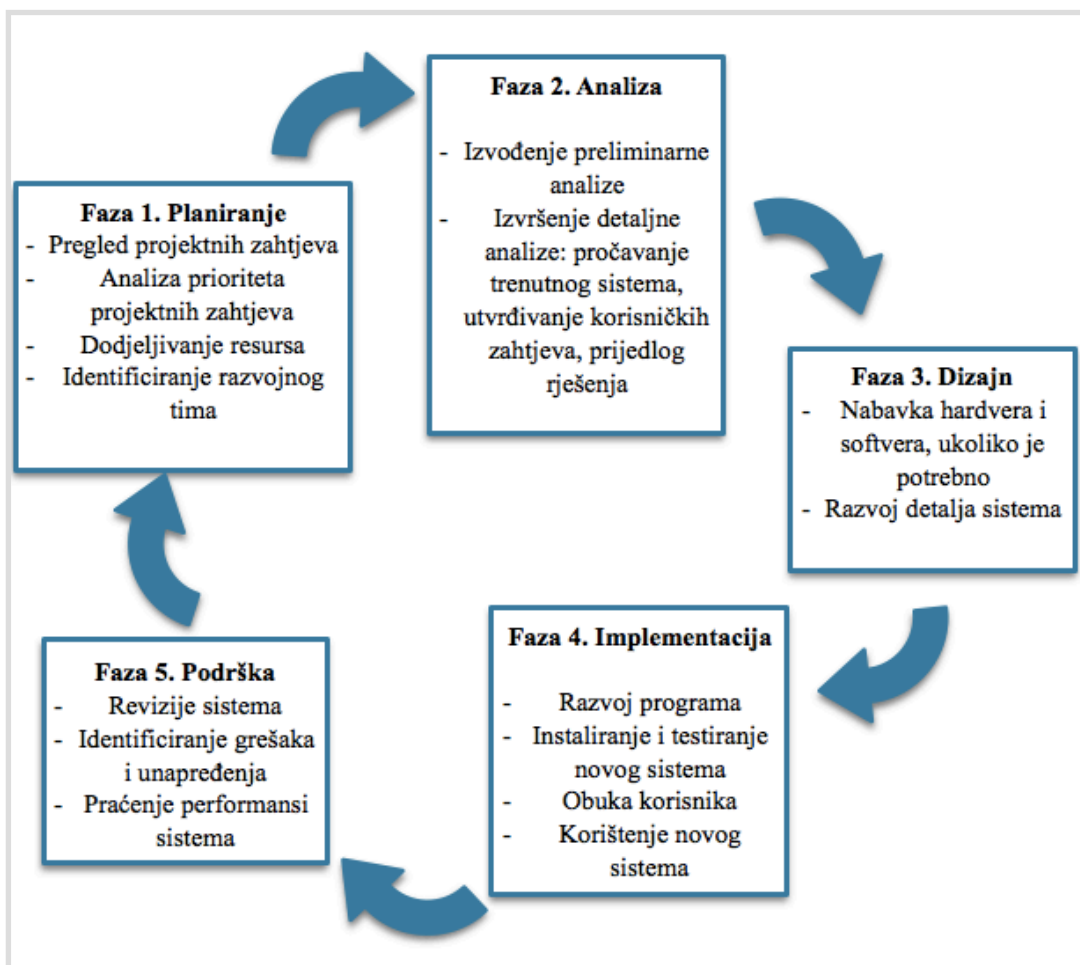 Faza 1. Planiranje
- Pregled projektnih zahtjeva
- Analiza prioriteta
projektnih zahtjeva
- Dodjeljivanje resursa
- Identificiranje razvojnog
tima
Faza 2. Analiza
- Izvođenje preliminarne
analize
- Izvršenje detaljne
analize: pročavanje
trenutnog sistema,
utvrđivanje korisničkih
zahtjeva, prijedlog
rješenja
Faza 3. Dizajn
- Nabavka hardvera i
softvera, ukoliko je
potrebno
- Razvoj detalja sistema
Faza 4. Implementacija
- Razvoj programa
- Instaliranje i testiranje
novog sistema
- Obuka korisnika
- Korištenje novog
sistema
Faza 5. Podrška
- Revizije sistema
- Identificiranje grešaka
i unapređenja
- Praćenje performansi
sistema